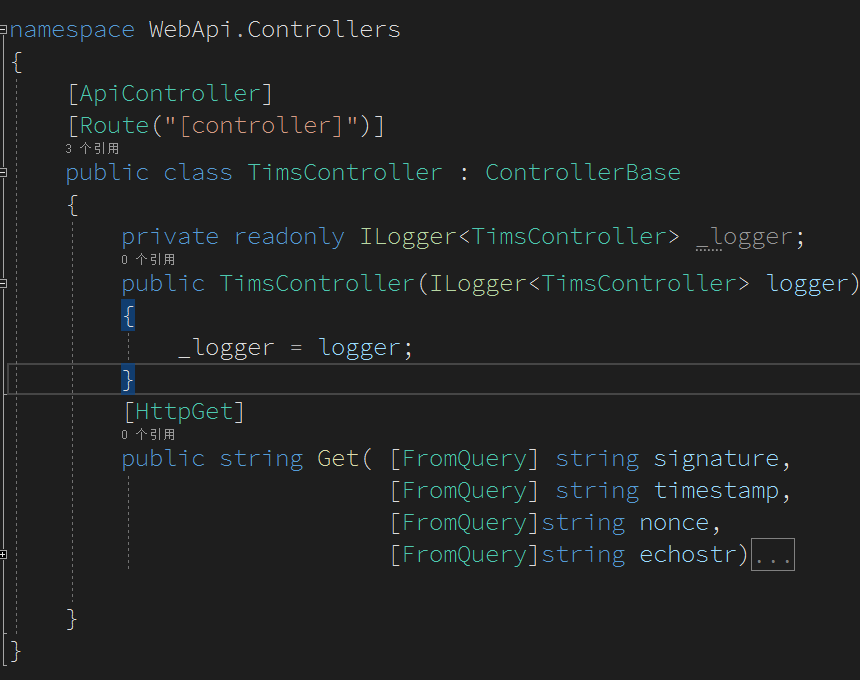 namespace WebApi.Controllers
{
[ApiController]
[Route("[controller]")]
3 个引用
public class TimsController : ControllerBase
{
private readonly ILogger<TimsController> _logger;
0 个引用
public TimsController(ILogger<TimsController> logger)
{
_logger = logger;
}
[HttpGet]
0 个引用
public string Get( [FromQuery] string signature,
[FromQuery] string timestamp,
[FromQuery]string nonce,
[FromQuery]string echostr)...
}
}